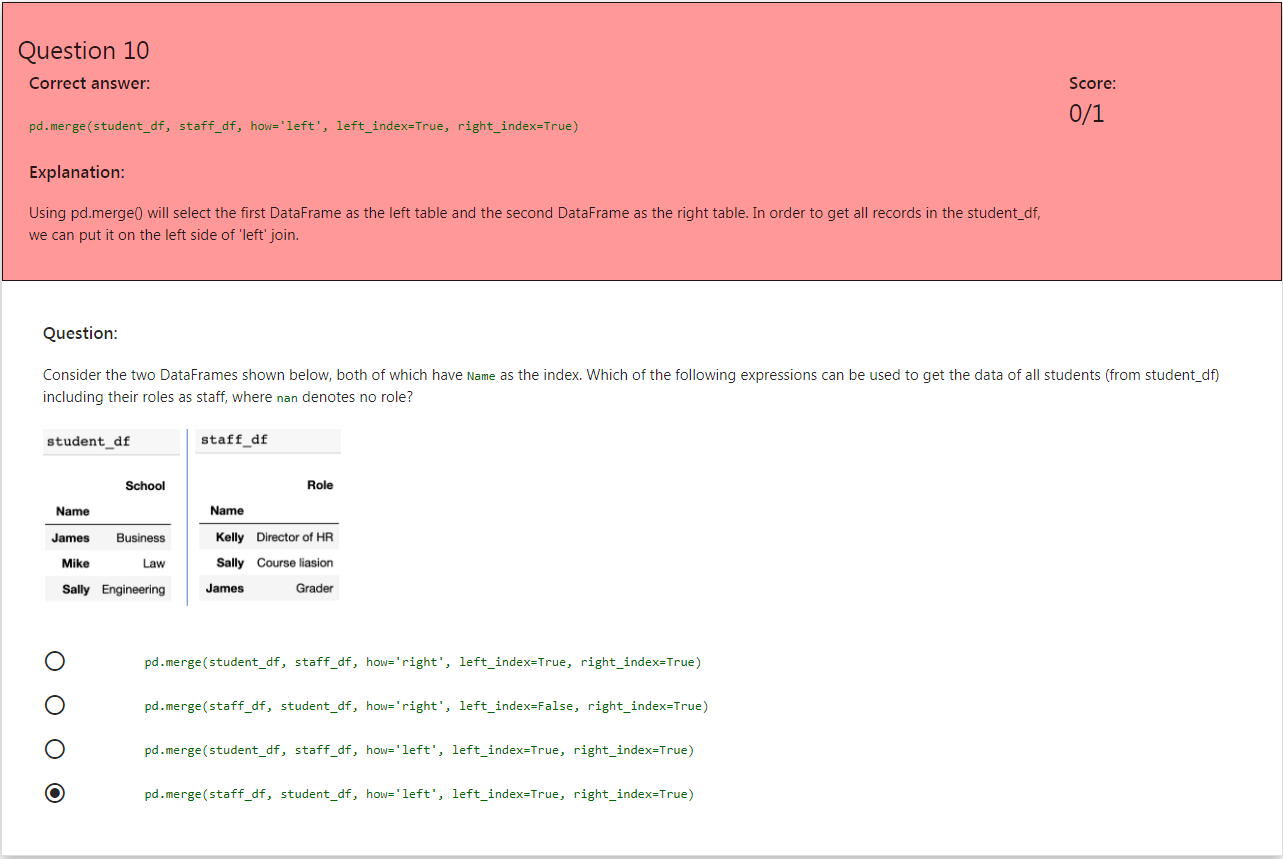 Question 10
Correct answer:
Score:
0/1
pd.merge(student_df, staff_df, how='left', left_index=True, right_index=True)
Explanation:
Using pd.merge() will select the first DataFrame as the left table and the second DataFrame as the right table. In order to get all records in the student_df,
we can put it on the left side of 'left' join.
Question:
Consider the two DataFrames shown below, both of which have Name as the index. Which of the following expressions can be used to get the data of all students (from student_df)
including their roles as staff, where nan denotes no role?
student_df
School
Name
James Business
Mike Law
Sally Engineering
staff_df
Role
Name
Kelly Director of HR
Sally Course liasion
James Grader
pd.merge(student_df, staff_df, how='right', left_index=True, right_index=True)
pd.merge(staff_df, student_df, how='right', left_index=False, right_index=True)
pd.merge(student_df, staff_df, how='left', left_index=True, right_index=True)
pd.merge(staff_df, student_df, how='left', left_index=True, right_index=True)